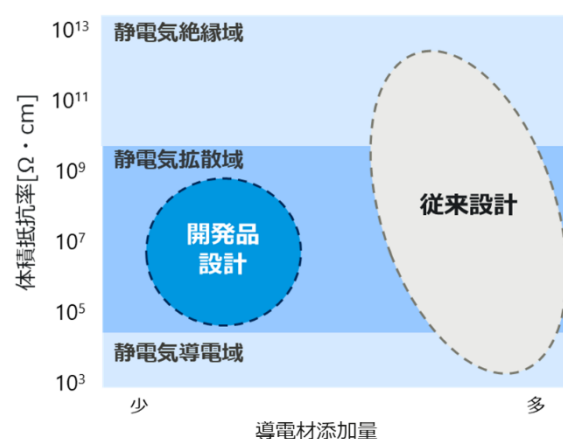 10¹³
静電気絶縁域
10¹¹
体積抵抗率[Ω・cm]
静電気拡散域
10⁹
従来設計
開発品
設計
10⁷
10⁵
静電気導電域
10³
少
多
導電材添加量